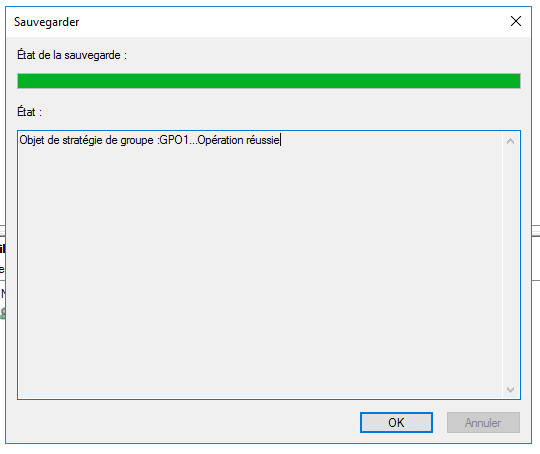 Sauvegarder
État de la sauvegarde :
État :
Objet de stratégie de groupe :GPO1...Opération réussie
OK
Annuler